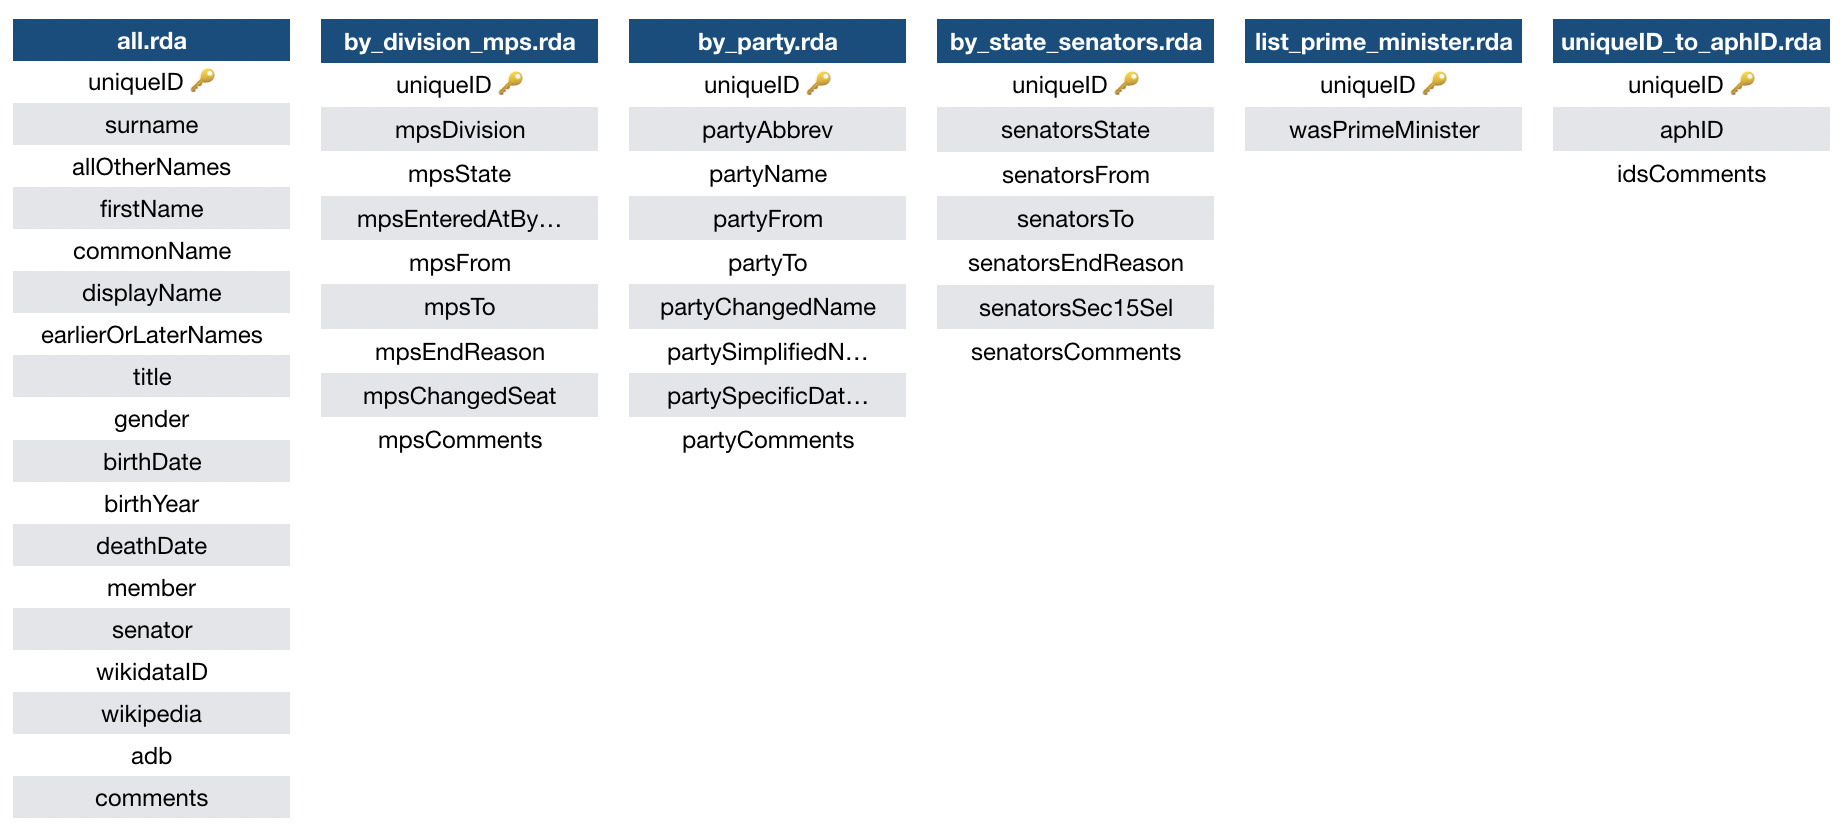 all.rda
uniqueID
surname
allOtherNames
firstName
commonName
displayName
earlierOrLaterNames
title
gender
birthDate
birthYear
deathDate
member
senator
wikidataID
wikipedia
adb
comments
by_division_mps.rda
uniqueID
mpsDivision
mpsState
mpsEnteredAtBy…
mpsFrom
mpsTo
mpsEndReason
mpsChangedSeat
mpsComments
by_party.rda
uniqueID
partyAbbrev
partyName
partyFrom
partyTo
partyChangedName
partySimplifiedN…
partySpecificDat…
partyComments
by_state_senators.rda
uniqueID
senatorsState
senatorsFrom
senatorsTo
senatorsEndReason
senatorsSec15Sel
senatorsComments
list_prime_minister.rda
uniqueID
wasPrimeMinister
uniqueID_to_aphID.rda
uniqueID
aphID
idsComments